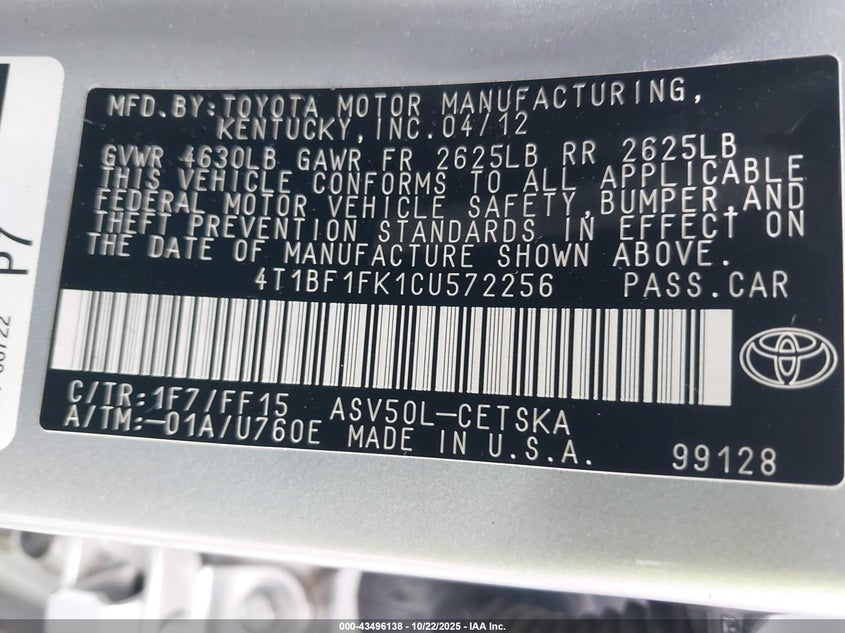 MFD.BY:TOYOTA MOTOR MANUFACTURING,
KENTUCKY,INC.04/12
GVWR 4630LB GAWR FR 2625LB RR 2625LB
THIS VEHICLE CONFORMS TO ALL APPLICABLE
FEDERAL MOTOR VEHICLE SAFETY,BUMPER,AND
THEFT PREVENTION STANDARDS IN EFFECT ON
THE DATE OF MANUFACTURE SHOWN ABOVE.
4T1BF1FK1CU572256 PASS.CAR
C/TR:1F7/FF15 ASV50L-CETSKA
A/TM:-01A/U760E MADE IN U.S.A.
99128
P7
000-43496138 - 10/22/2025 - IAA Inc.